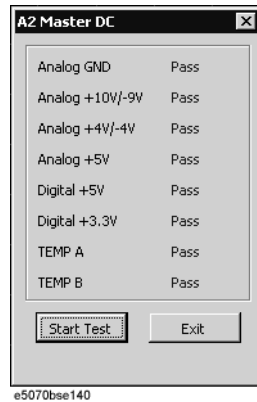 A2 Master DC
Analog GND Pass
Analog +10V/-9V Pass
Analog +4V/-4V Pass
Analog +5V Pass
Digital +5V Pass
Digital +3.3V Pass
TEMP A Pass
TEMP B Pass
Start Test Exit
e5070bse140